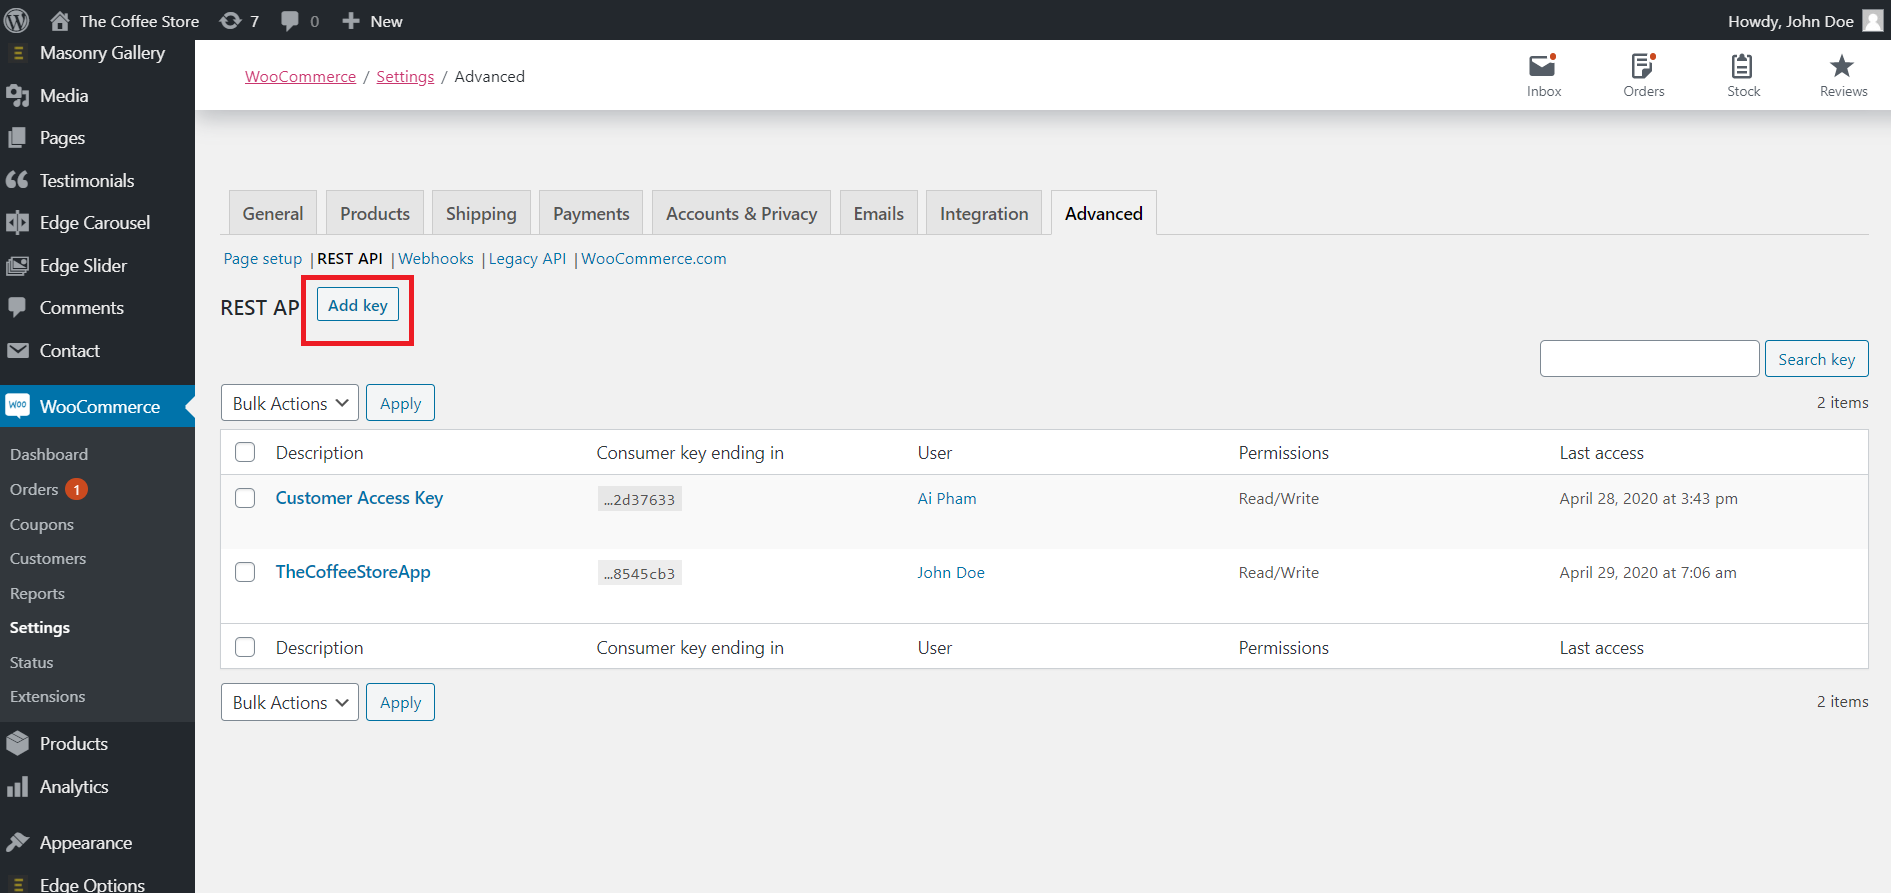 The Coffee Store 7 0 New Howdy, John Doe
Masonry Gallery
Media
Pages
Testimonials
Edge Carousel
Edge Slider
Comments
Contact
Woo WooCommerce
Dashboard
Orders 1
Coupons
Customers
Reports
Settings
Status
Extensions
Products
Analytics
Appearance
Edge Options
WooCommerce / Settings / Advanced
Inbox Orders Stock Reviews
General Products Shipping Payments Accounts & Privacy Emails Integration Advanced
Page setup | REST API | Webhooks | Legacy API | WooCommerce.com
REST AP Add key
Search key
Bulk Actions Apply 2 items
Description Consumer key ending in User Permissions Last access
Customer Access Key ...2d37633 Ai Pham Read/Write April 28, 2020 at 3:43 pm
TheCoffeeStoreApp ...8545cb3 John Doe Read/Write April 29, 2020 at 7:06 am
Description Consumer key ending in User Permissions Last access
Bulk Actions Apply 2 items